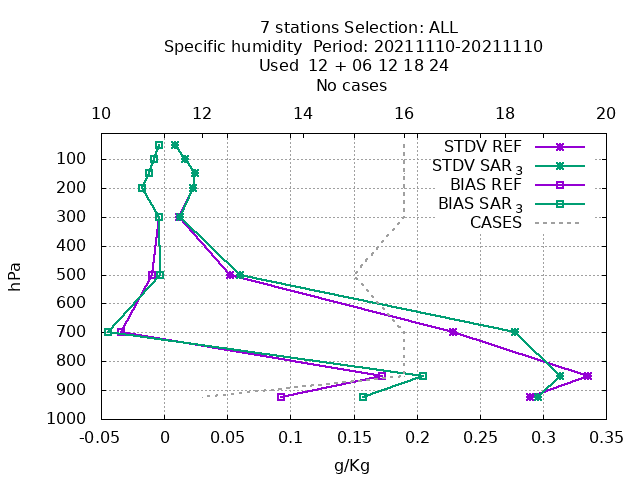 7 stations Selection: ALL
Specific humidity  Period: 20211110-20211110
Used  12 + 06 12 18 24
No cases
10 12 14 16 18 20
STDV REF
STDV SAR 3
BIAS REF
BIAS SAR 3
CASES
100
200
300
400
500
600
700
800
900
1000
hPa
-0.05 0 0.05 0.1 0.15 0.2 0.25 0.3 0.35
g/Kg